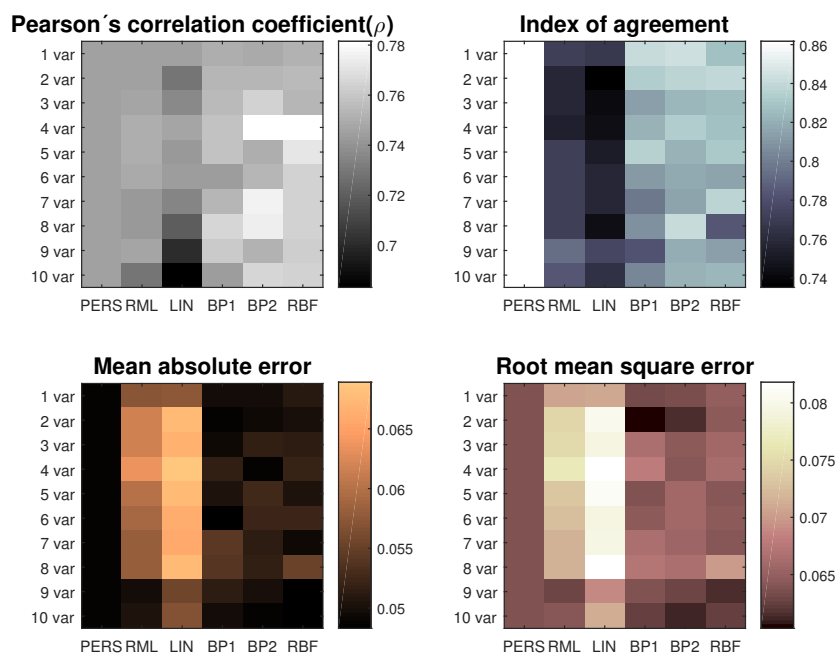 Pearson´s correlation coefficient(ρ)
1 var
2 var
3 var
4 var
5 var
6 var
7 var
8 var
9 var
10 var
PERS RML LIN BP1 BP2 RBF
0.78
0.76
0.74
0.72
0.7
Index of agreement
1 var
2 var
3 var
4 var
5 var
6 var
7 var
8 var
9 var
10 var
PERS RML LIN BP1 BP2 RBF
0.86
0.84
0.82
0.8
0.78
0.76
0.74
Mean absolute error
1 var
2 var
3 var
4 var
5 var
6 var
7 var
8 var
9 var
10 var
PERS RML LIN BP1 BP2 RBF
0.065
0.06
0.055
0.05
Root mean square error
1 var
2 var
3 var
4 var
5 var
6 var
7 var
8 var
9 var
10 var
PERS RML LIN BP1 BP2 RBF
0.08
0.075
0.07
0.065